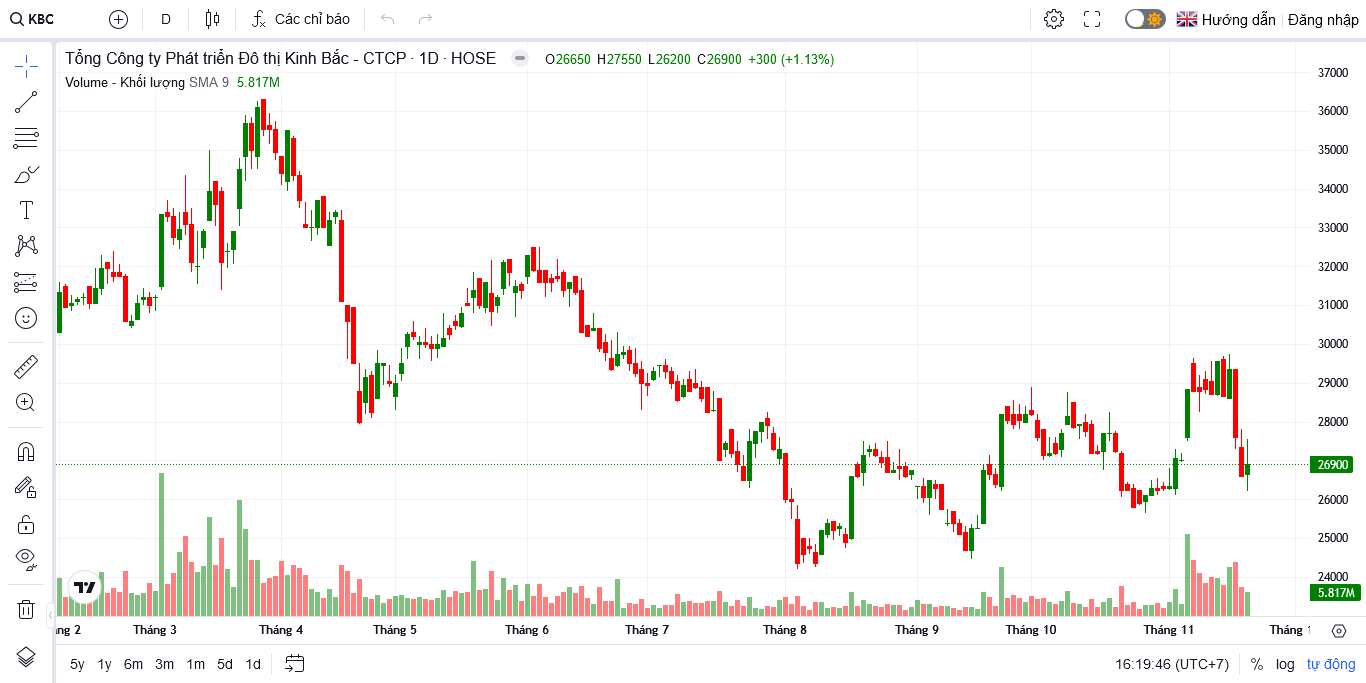 KBC
D
Các chỉ báo
Hướng dẫn
Đăng nhập
Tổng Công ty Phát triển Đô thị Kinh Bắc - CTCP · 1D · HOSE
O26650 H27550 L26200 C26900 +300 (+1.13%)
Volume - Khối lượng SMA 9 5.817M
37000
36000
35000
34000
33000
32000
31000
30000
29000
28000
26900
26000
25000
24000
5.817M
ng 2 Tháng 3 Tháng 4 Tháng 5 Tháng 6 Tháng 7 Tháng 8 Tháng 9 Tháng 10 Tháng 11 Tháng 1
5y 1y 6m 3m 1m 5d 1d
16:19:46 (UTC+7) % log tự động